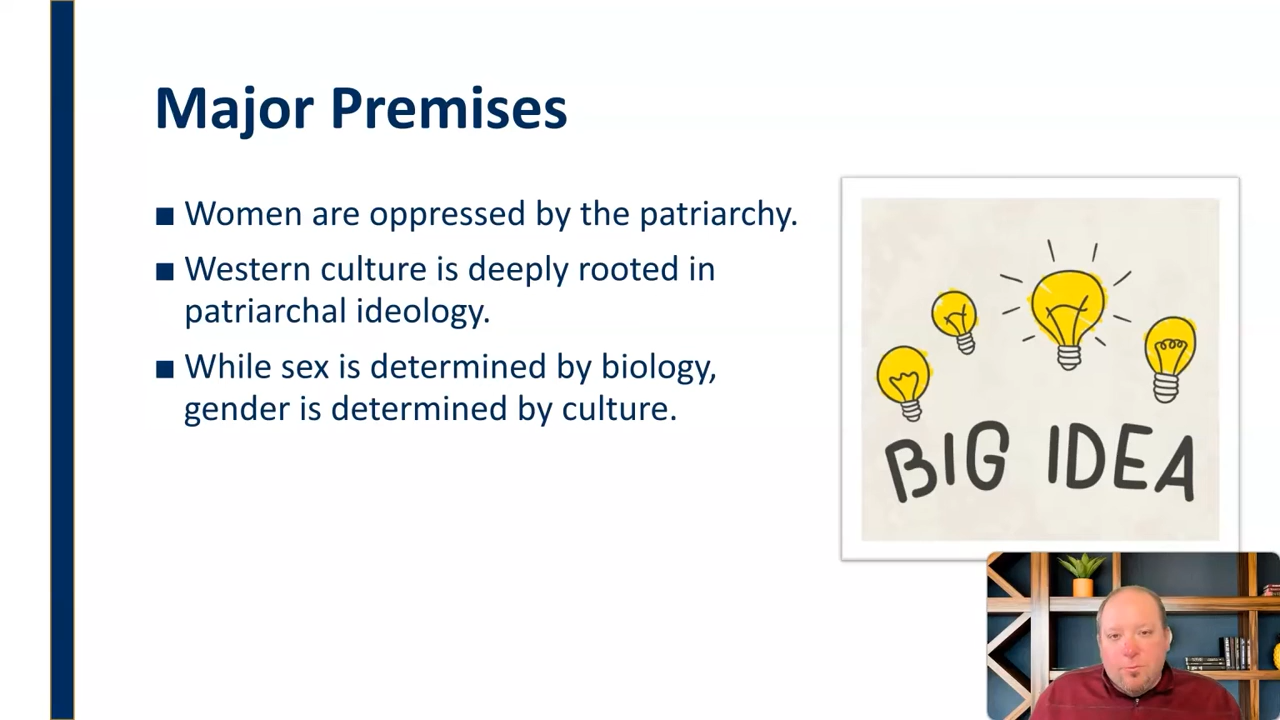 Major Premises
■ Women are oppressed by the patriarchy.
■ Western culture is deeply rooted in
patriarchal ideology.
■ While sex is determined by biology,
gender is determined by culture.
BIG IDEA